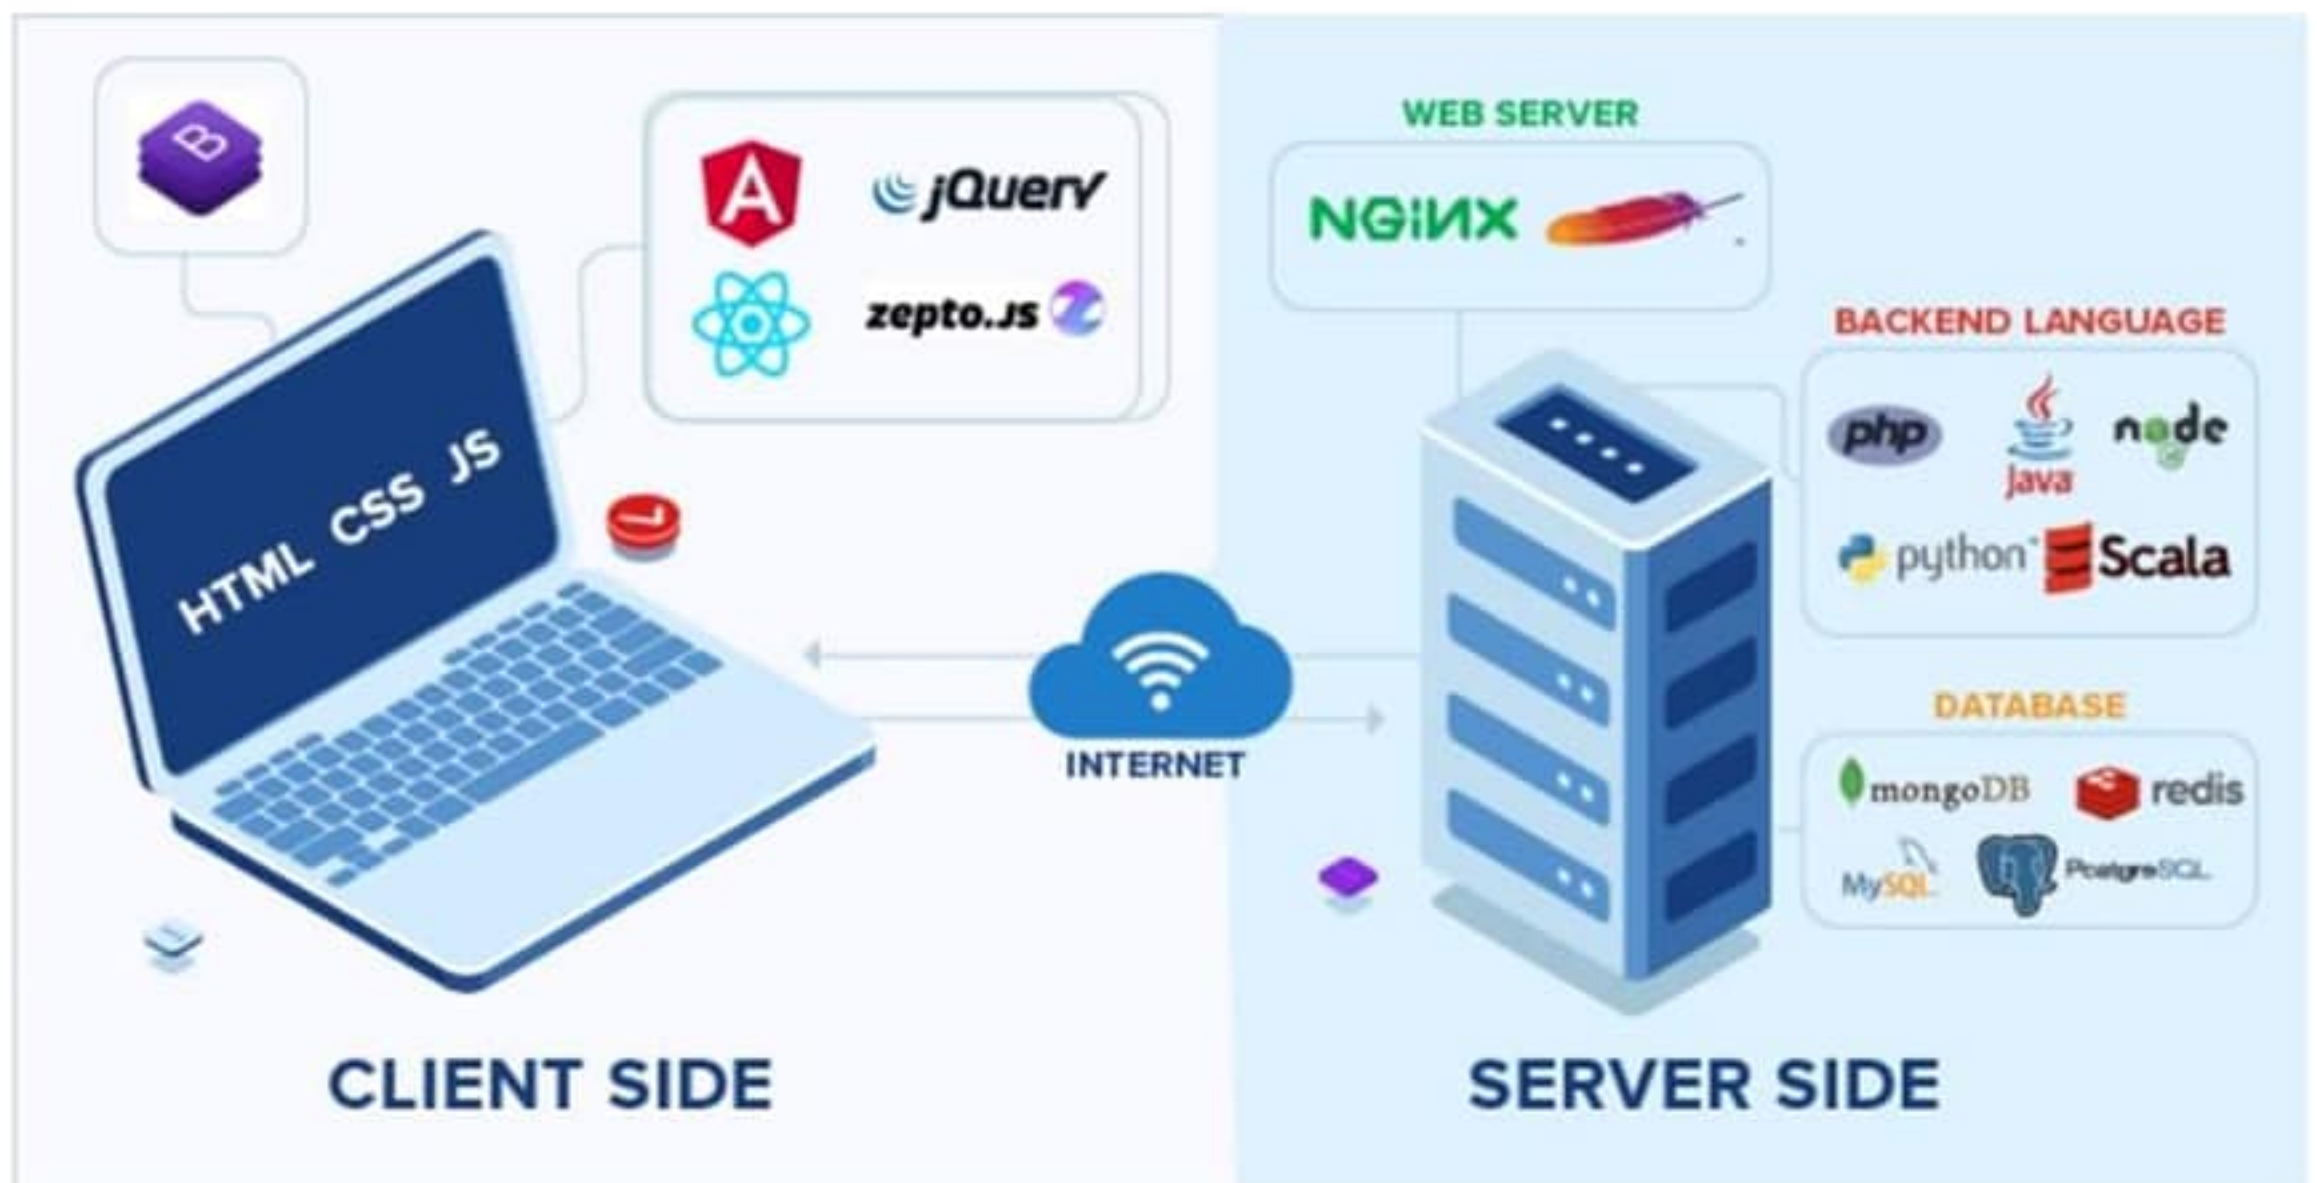 B
jQuery
zepto.js
HTML CSS JS
CLIENT SIDE
INTERNET
WEB SERVER
NGiNX
BACKEND LANGUAGE
php
Java
node
python
Scala
DATABASE
mongoDB
redis
MySQL
PostgreSQL
SERVER SIDE
A